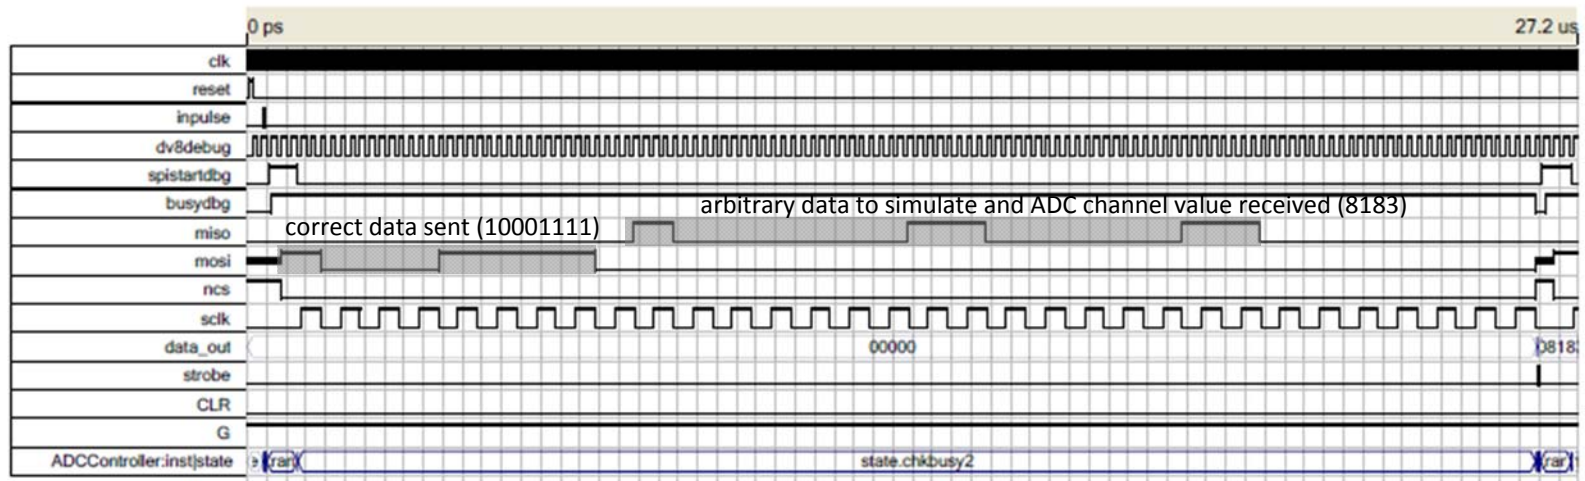 0 ps 27.2 us
clk
reset
inpulse
dv8debug
spistartdbg
busydbg
arbitrary data to simulate and ADC channel value received (8183)
correct data sent (10001111)
miso
mosi
ncs
sclk
data_out 00000
strobe
CLR
G
ADCController:inst|state state.chkbusy2